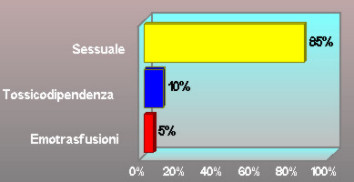 Sessuale 85%
Tossicodipendenza 10%
Emotrasfusioni 5%
0% 20% 40% 60% 80% 100%